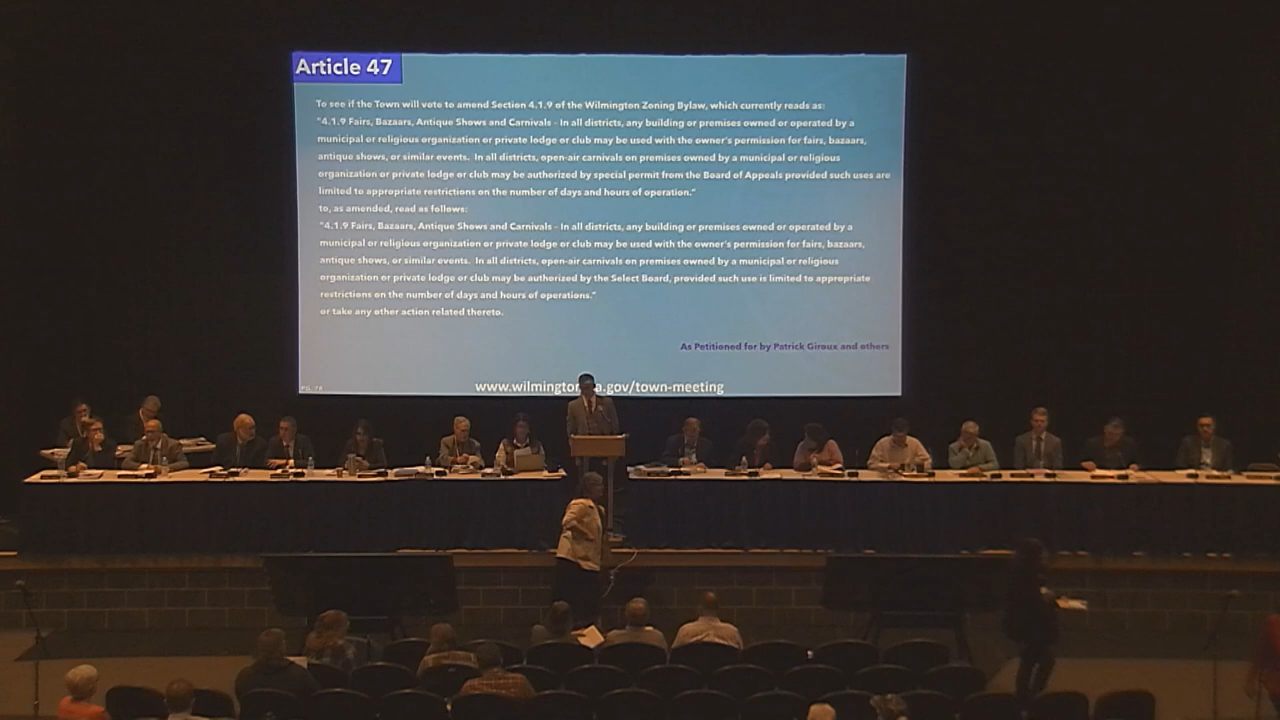 Article 47
To see if the Town will vote to amend Section 4.1.9 of the Wilmington Zoning Bylaw, which currently reads as:
"4.1.9 Fairs, Bazaars, Antique Shows and Carnivals - In all districts, any building or premises owned or operated by a
municipal or religious organization or private lodge or club may be used with the owner's permission for fairs, bazaars,
antique shows, or similar events. In all districts, open-air carnivals on premises owned by a municipal or religious
organization or private lodge or club may be authorized by special permit from the Board of Appeals provided such uses are
limited to appropriate restrictions on the number of days and hours of operation."
to, as amended, read as follows:
"4.1.9 Fairs, Bazaars, Antique Shows and Carnivals - In all districts, any building or premises owned or operated by a
municipal or religious organization or private lodge or club may be used with the owner's permission for fairs, bazaars,
antique shows, or similar events. In all districts, open-air carnivals on premises owned by a municipal or religious
organization or private lodge or club may be authorized by the Select Board, provided such use is limited to appropriate
restrictions on the number of days and hours of operations."
or take any other action related thereto.
As Petitioned for by Patrick Giroux and others
www.wilmington a.gov/town-meeting